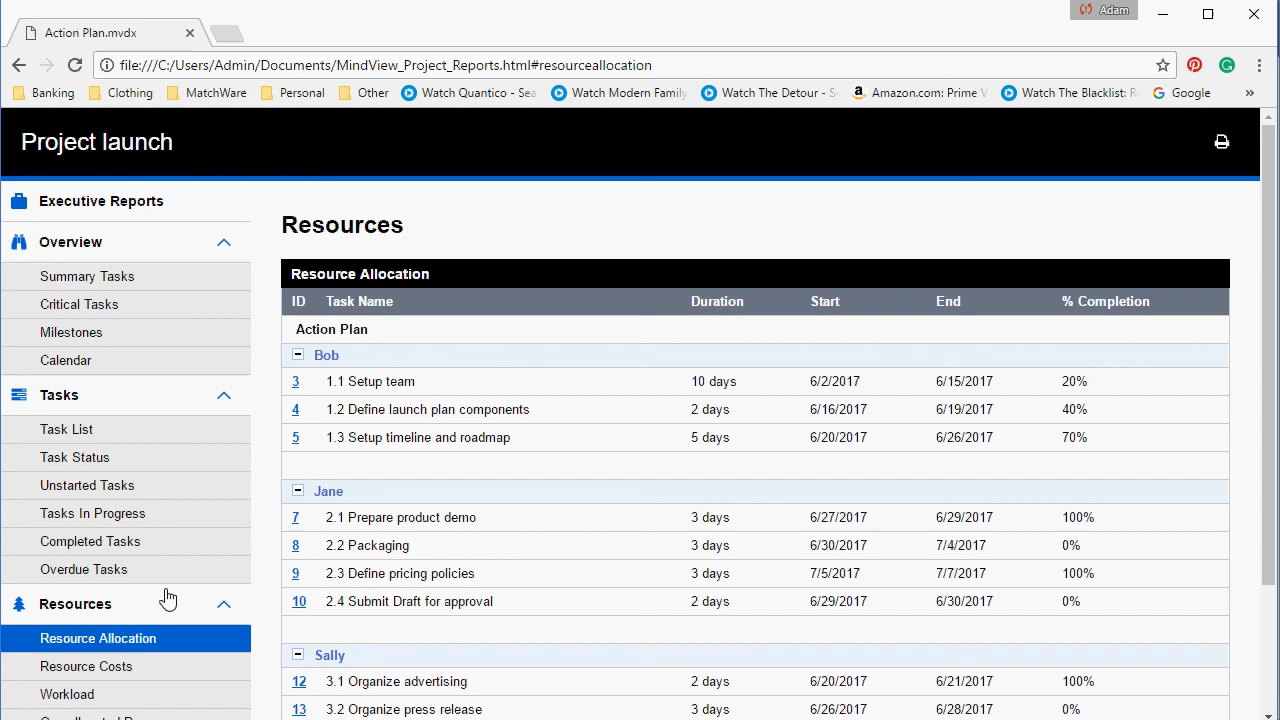 Adam
Action Plan.mvdx
file:///C:/Users/Admin/Documents/MindView_Project_Reports.html#resourceallocation
Banking Clothing MatchWare Personal Other Watch Quantico - Sea Watch Modern Family Watch The Detour - S Amazon.com: Prime V Watch The Blacklist: R Google »
Project launch
Executive Reports
Overview
Summary Tasks
Critical Tasks
Milestones
Calendar
Tasks
Task List
Task Status
Unstarted Tasks
Tasks In Progress
Completed Tasks
Overdue Tasks
Resources
Resource Allocation
Resource Costs
Workload
Resources
Resource Allocation
ID Task Name Duration Start End % Completion
Action Plan
Bob
3 1.1 Setup team 10 days 6/2/2017 6/15/2017 20%
4 1.2 Define launch plan components 2 days 6/16/2017 6/19/2017 40%
5 1.3 Setup timeline and roadmap 5 days 6/20/2017 6/26/2017 70%
Jane
7 2.1 Prepare product demo 3 days 6/27/2017 6/29/2017 100%
8 2.2 Packaging 3 days 6/30/2017 7/4/2017 0%
9 2.3 Define pricing policies 3 days 7/5/2017 7/7/2017 100%
10 2.4 Submit Draft for approval 2 days 6/29/2017 6/30/2017 0%
Sally
12 3.1 Organize advertising 2 days 6/20/2017 6/21/2017 100%
13 3.2 Organize press release 3 days 6/26/2017 6/28/2017 0%